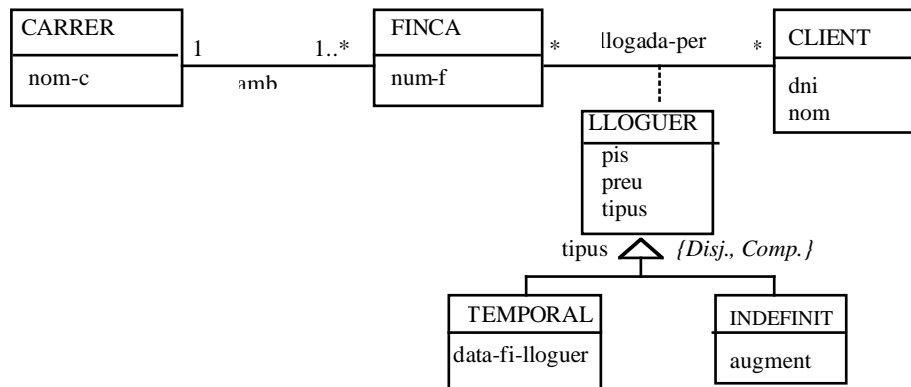 CARRER
nom-c
1
1..*
amb
FINCA
num-f
*
llogada-per
*
CLIENT
dni
nom
LLOGUER
pis
preu
tipus
tipus
{Disj., Comp.}
TEMPORAL
data-fi-lloguer
INDEFINIT
augment